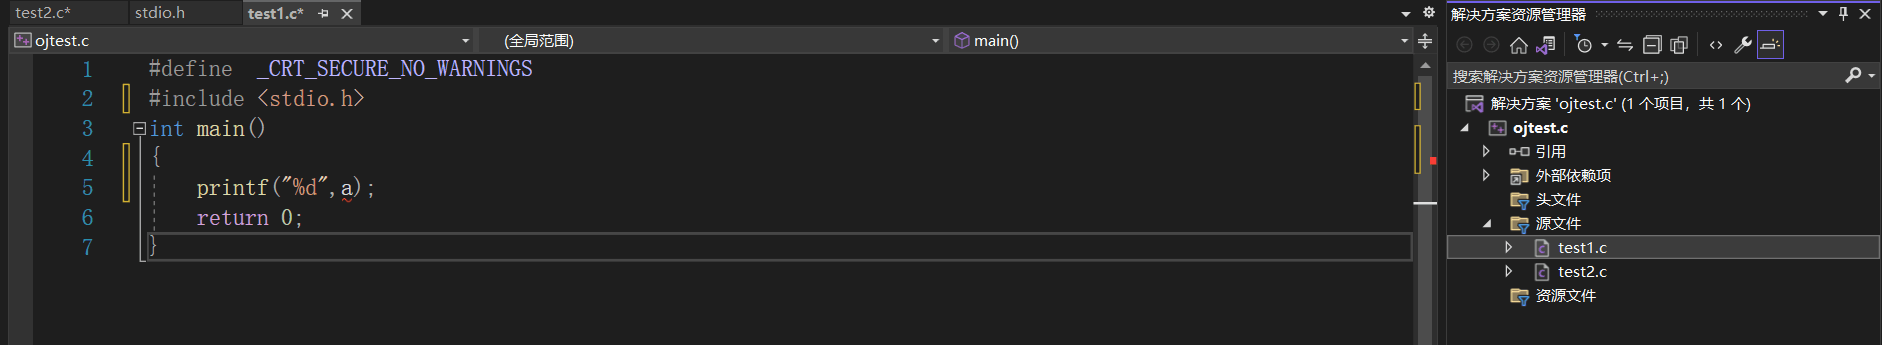 test2.c*
stdio.h
test1.c*
解决方案资源管理器
ojtest.c
(全局范围)
main()
搜索解决方案资源管理器(Ctrl+;)
解决方案 'ojtest.c' (1 个项目，共 1 个)
ojtest.c
引用
外部依赖项
头文件
源文件
test1.c
test2.c
资源文件
1 #define  _CRT_SECURE_NO_WARNINGS
2 #include <stdio.h>
3 int main()
4 {
5 printf("%d",a);
6 return 0;
7 }